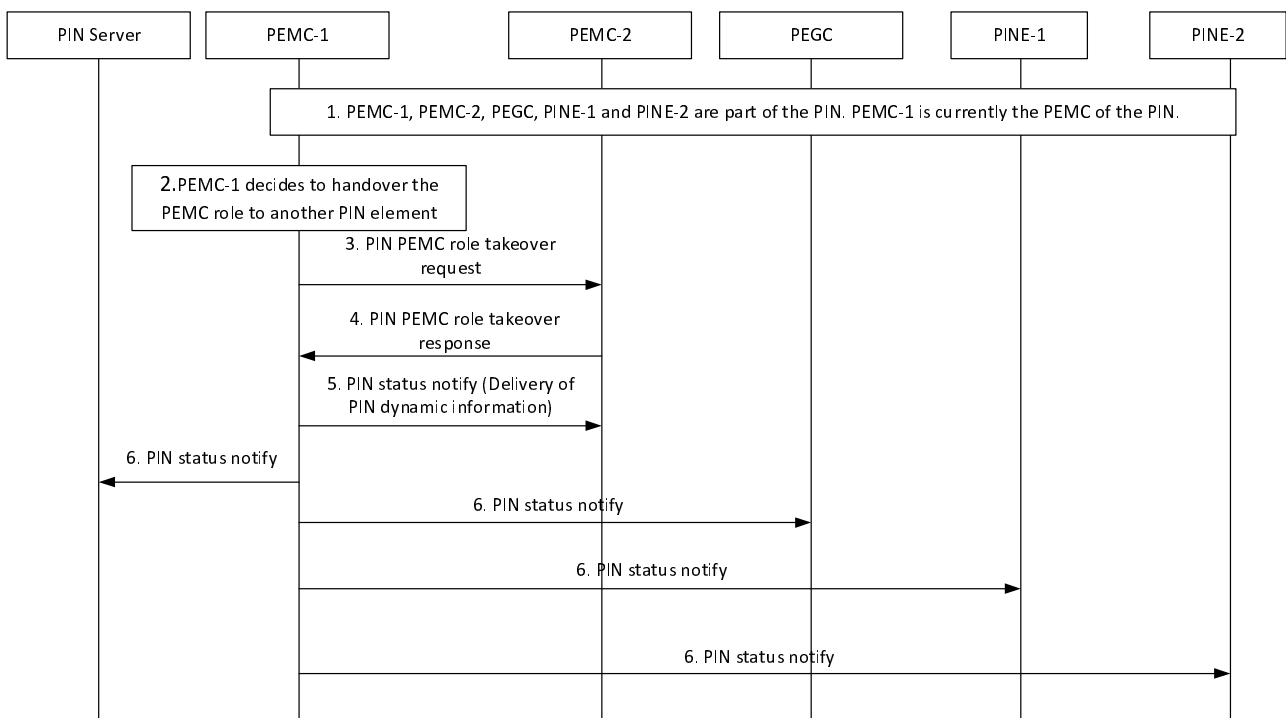 PIN Server
PEMC-1
PEMC-2
PEGC
PINE-1
PINE-2
1. PEMC-1, PEMC-2, PEGC, PINE-1 and PINE-2 are part of the PIN. PEMC-1 is currently the PEMC of the PIN.
2.PEMC-1 decides to handover the
PEMC role to another PIN element
3. PIN PEMC role takeover
request
4. PIN PEMC role takeover
response
5. PIN status notify (Delivery of
PIN dynamic information)
6. PIN status notify
6. PIN status notify
6. PIN status notify
6. PIN status notify